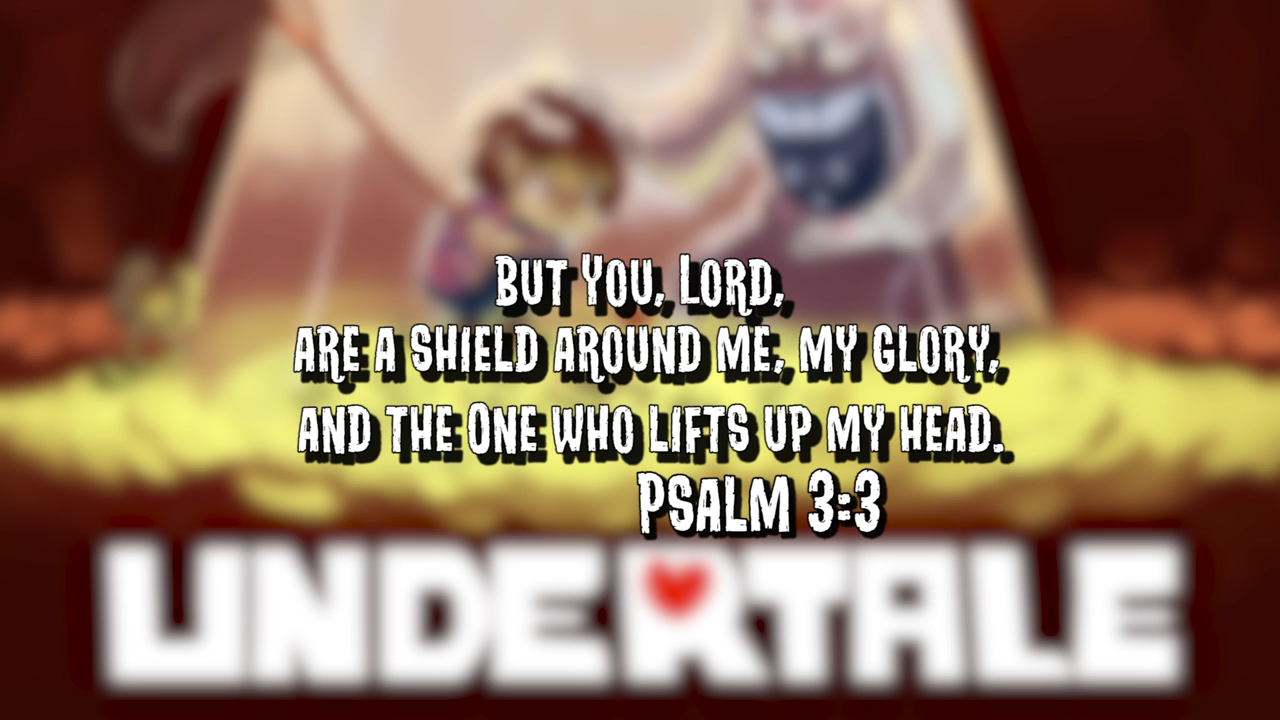 But You, Lord,
are a shield around me, my glory,
and the One who lifts up my head.
Psalm 3:3
UNDERTALE